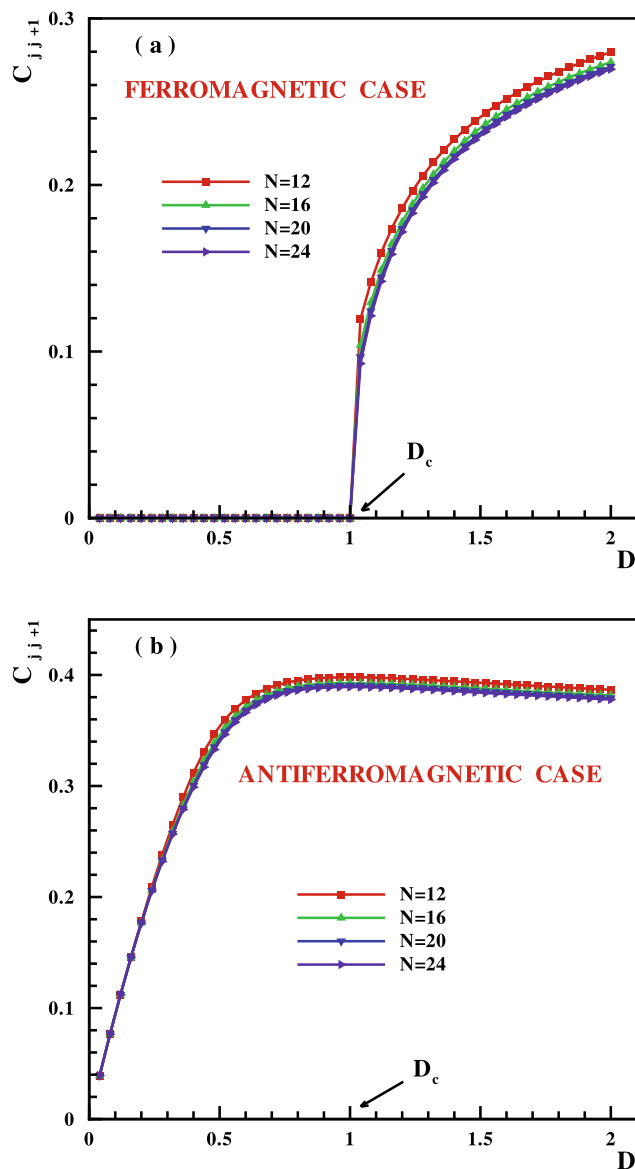 0.3
( a )
C j j+1
FERROMAGNETIC CASE
N=12
0.2
N=16
N=20
N=24
0.1
D c
0
0
0.5
1
1.5
2
D
( b )
C j j+1
0.4
ANTIFERROMAGNETIC CASE
0.3
N=12
N=16
0.2
N=20
N=24
0.1
D c
0
0
0.5
1
1.5
2
D